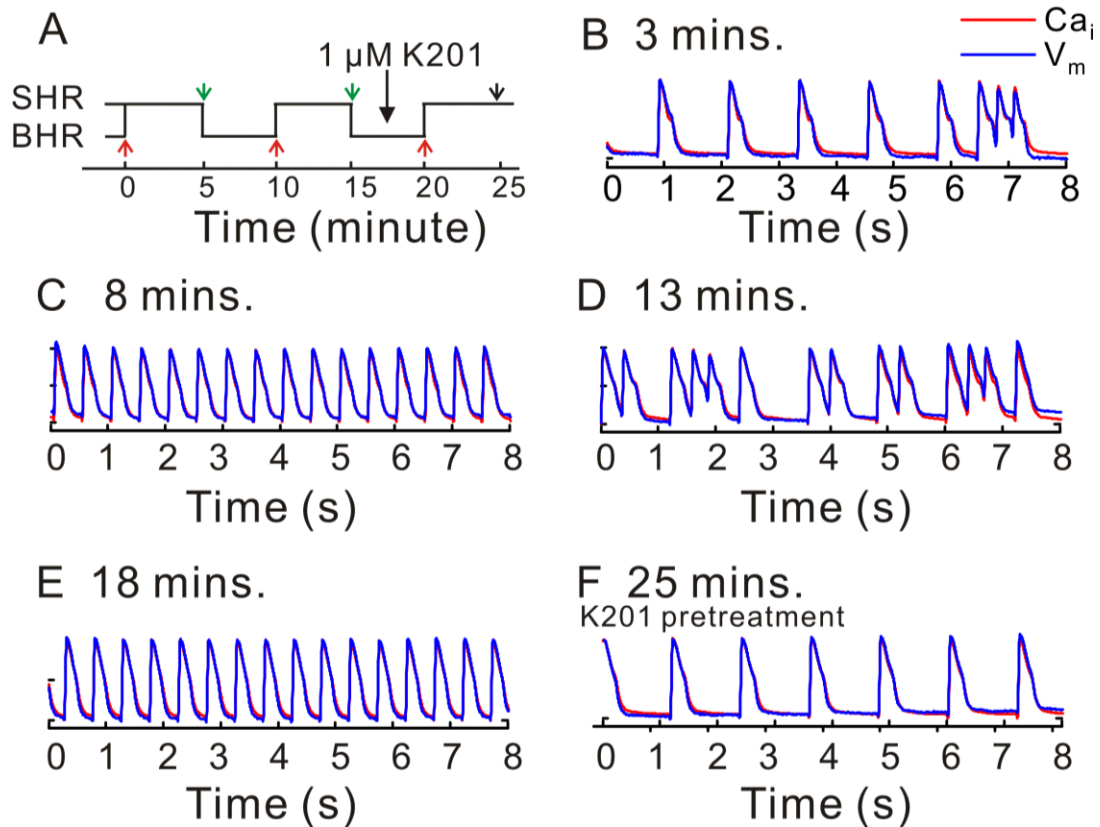 A
1 μM K201
SHR
BHR
0 5 10 15 20 25
Time (minute)
B 3 mins.
Cai
Vm
0 1 2 3 4 5 6 7 8
Time (s)
C 8 mins.
0 1 2 3 4 5 6 7 8
Time (s)
D 13 mins.
0 1 2 3 4 5 6 7 8
Time (s)
E 18 mins.
0 1 2 3 4 5 6 7 8
Time (s)
F 25 mins.
K201 pretreatment
0 1 2 3 4 5 6 7 8
Time (s)